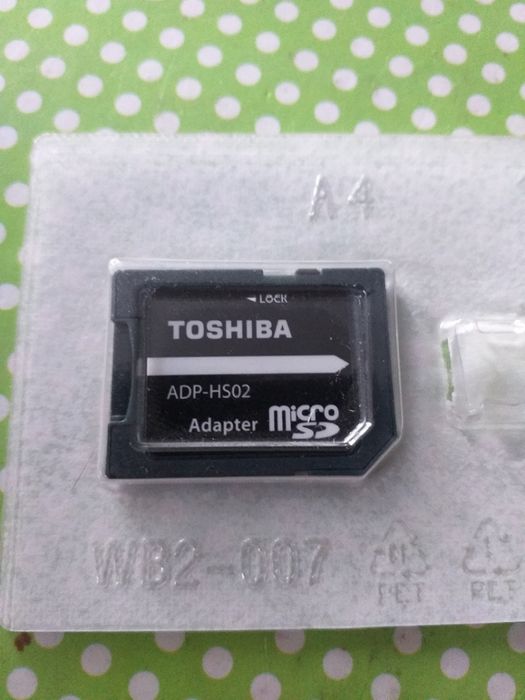 A4
◄ LOCK
TOSHIBA
ADP-HS02
Adapter micro SD
WB2-007
PET PET